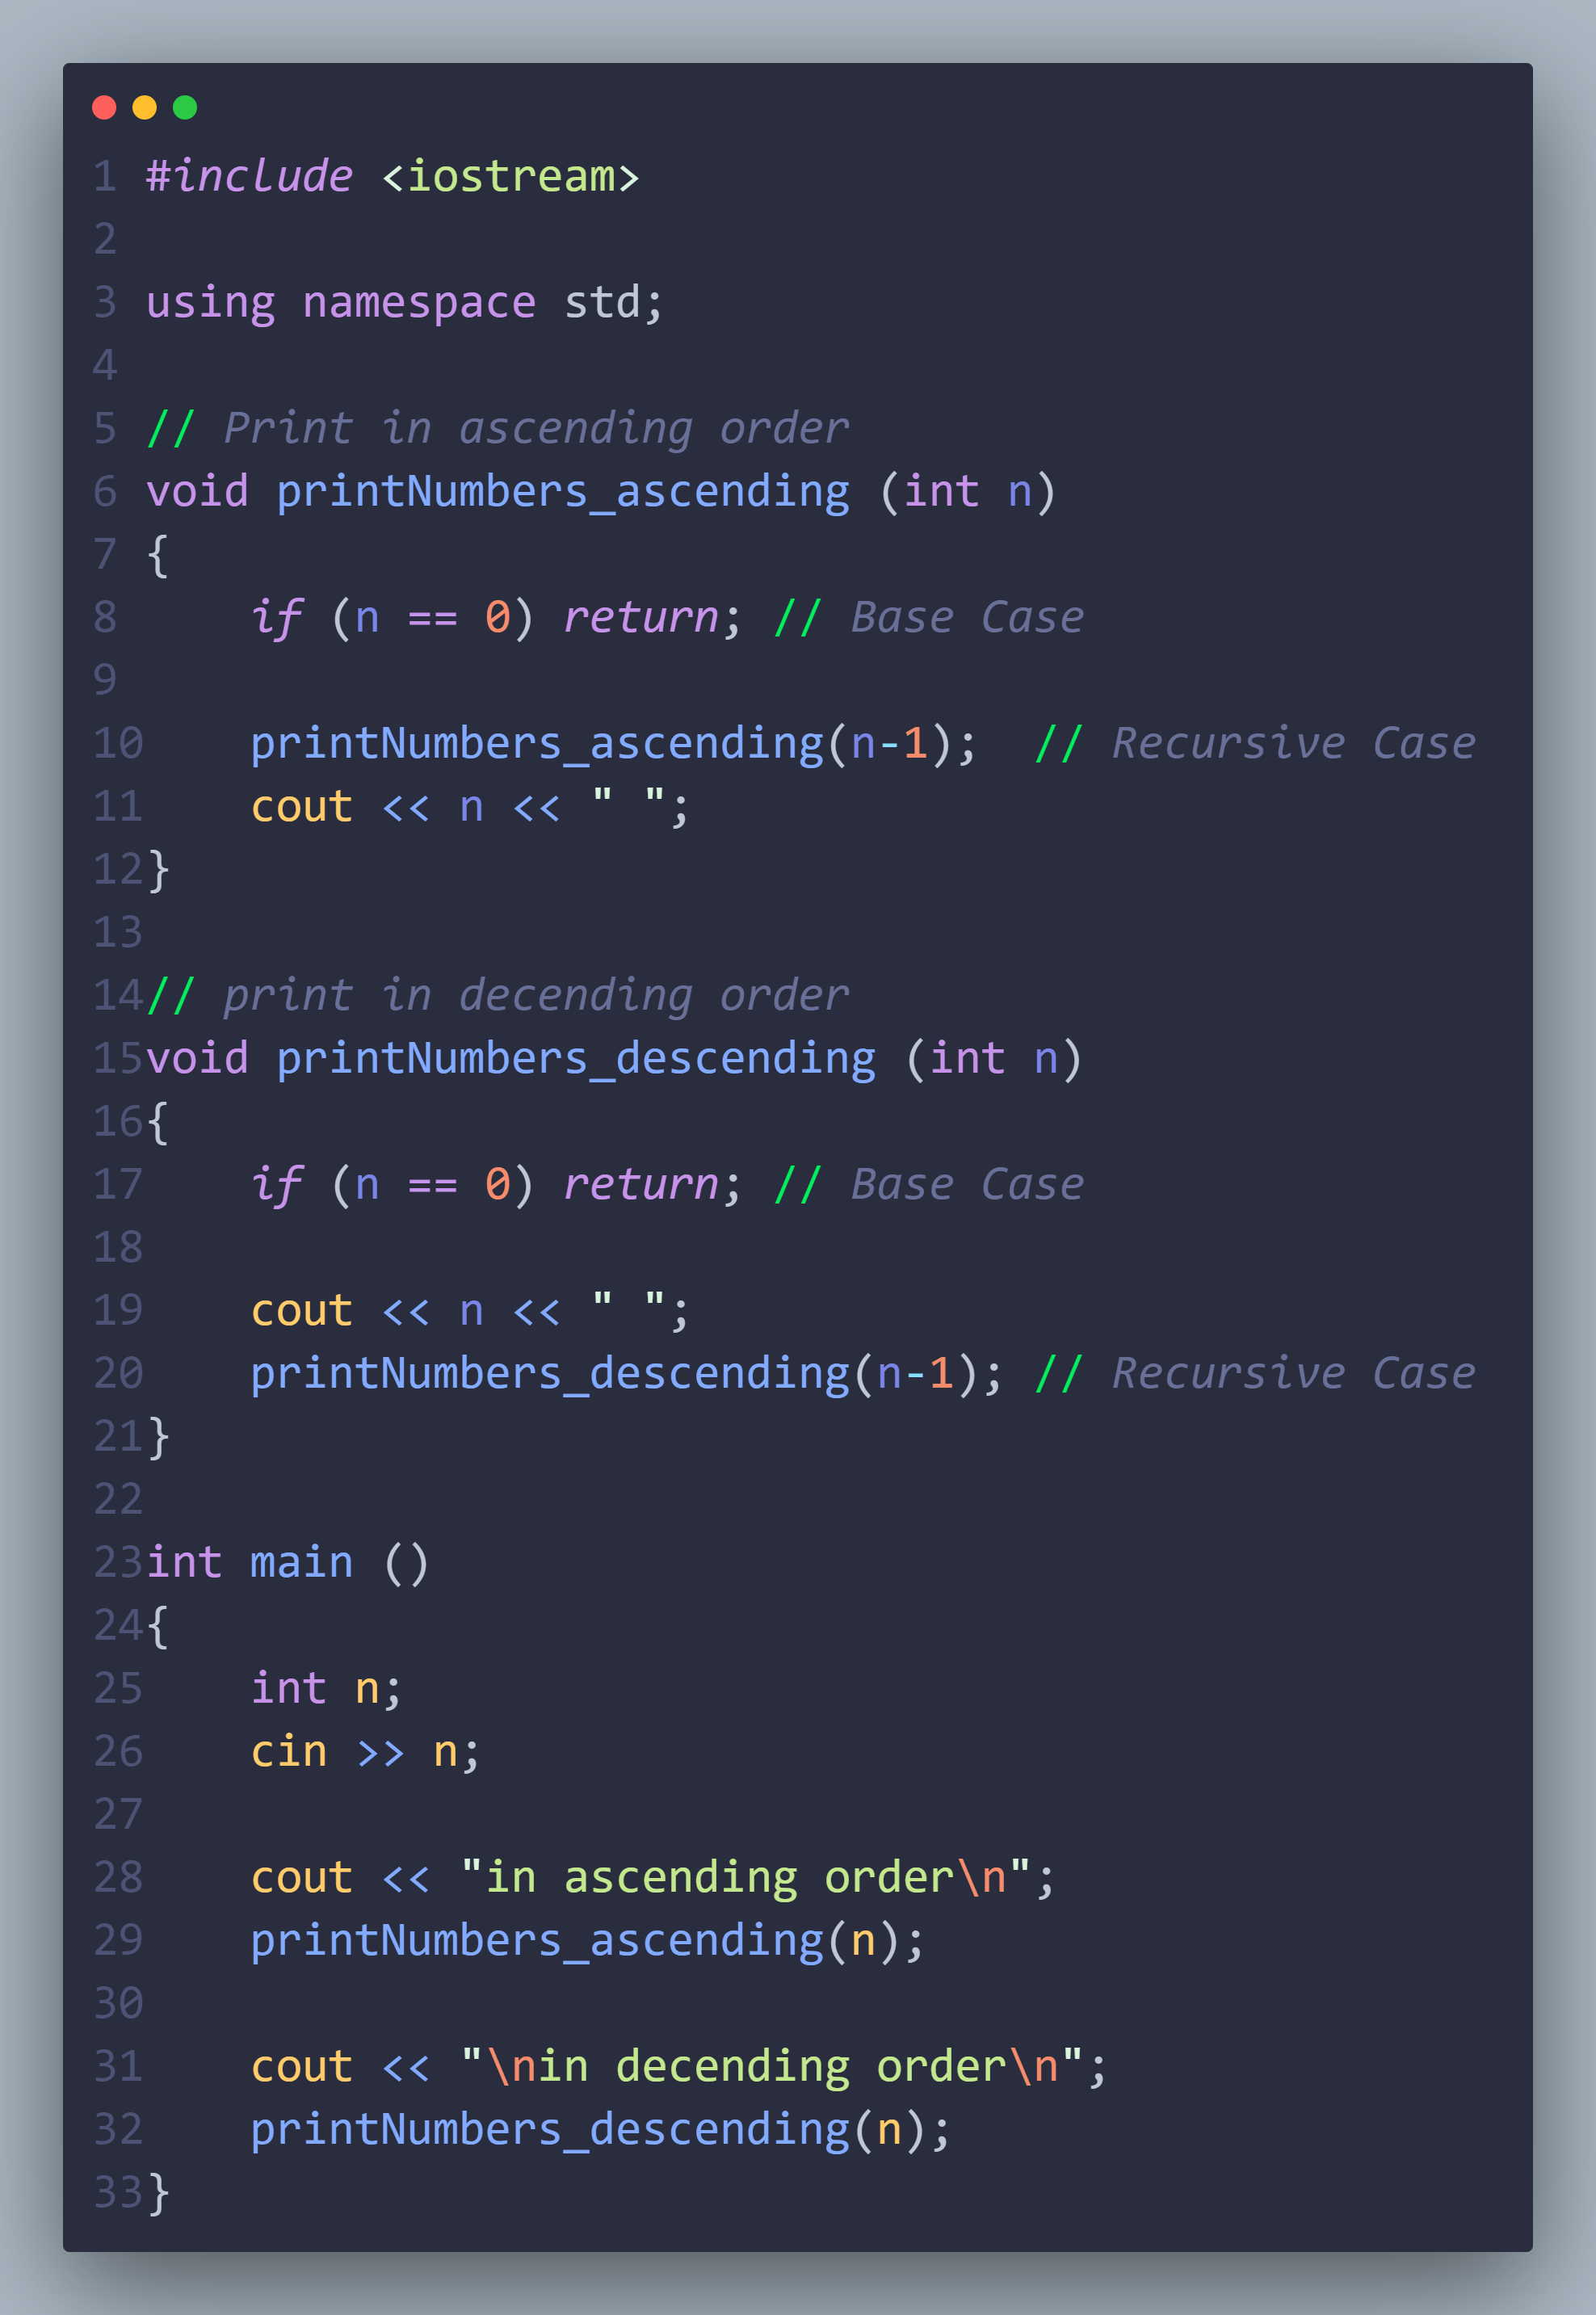 1 #include <iostream>
2
3 using namespace std;
4
5 // Print in ascending order
6 void printNumbers_ascending (int n)
7 {
8     if (n == 0) return; // Base Case
9
10    printNumbers_ascending(n-1);  // Recursive Case
11    cout << n << " ";
12}
13
14// print in decending order
15void printNumbers_descending (int n)
16{
17    if (n == 0) return; // Base Case
18
19    cout << n << " ";
20    printNumbers_descending(n-1); // Recursive Case
21}
22
23int main ()
24{
25    int n;
26    cin >> n;
27
28    cout << "in ascending order\n";
29    printNumbers_ascending(n);
30
31    cout << "\nin decending order\n";
32    printNumbers_descending(n);
33}